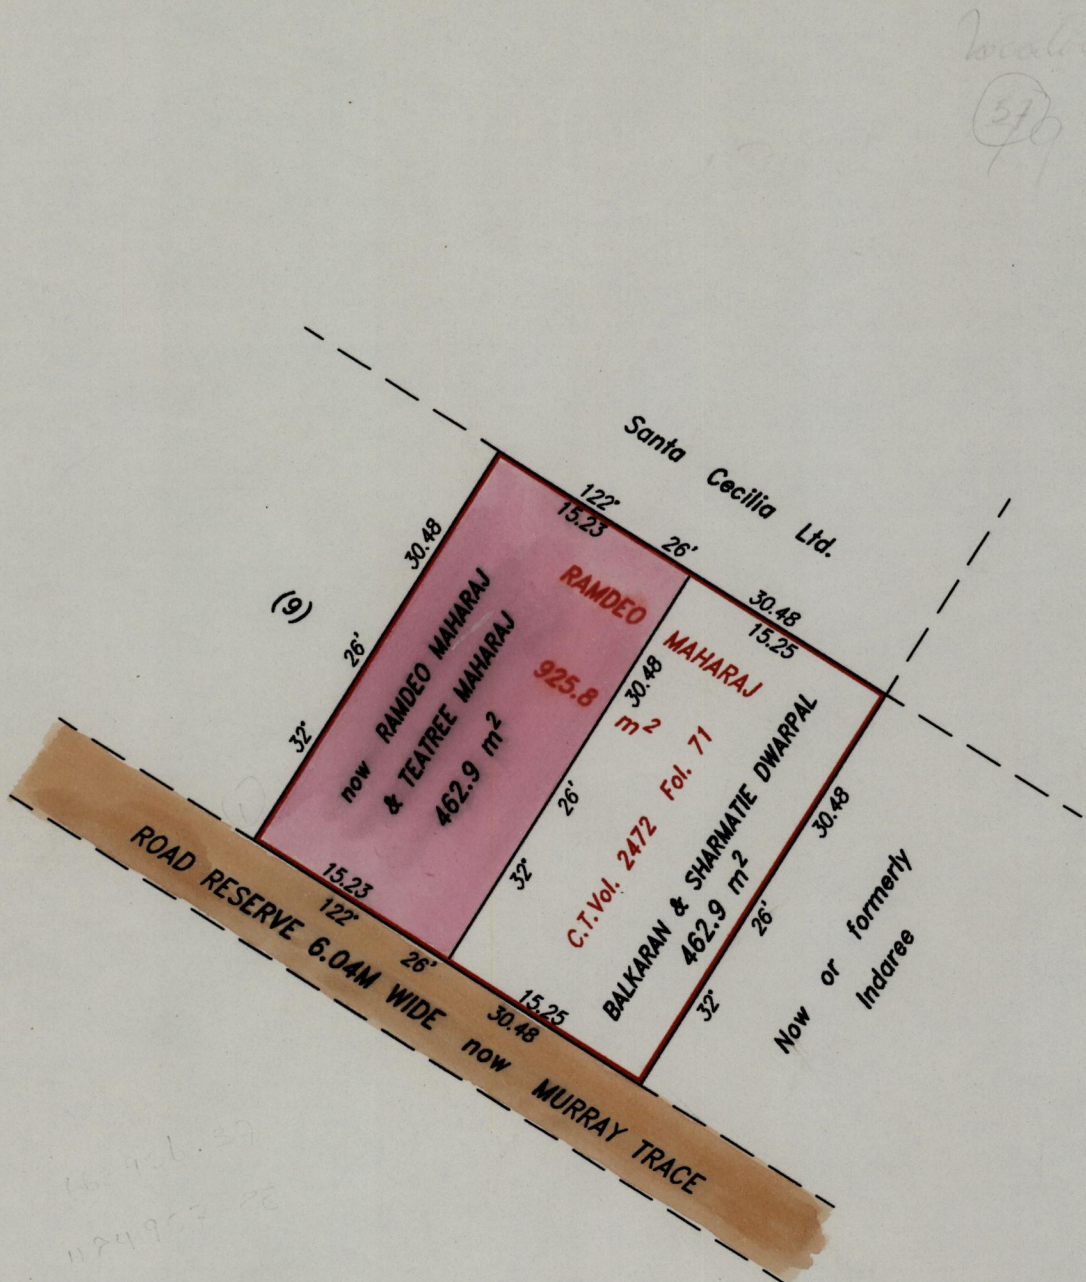 57
Santa Cecilia Ltd.
122°
15.23
26'
30.48
15.25
30.48
26'
32°
(9)
now RAMDEO MAHARAJ
& TEATREE MAHARAJ
462.9 m²
RAMDEO MAHARAJ
925.8 m²
C.T.Vol. 2472 Fol. 71
30.48
26'
32°
BALKARAN & SHARMATIE DWARPAL
462.9 m²
30.48
26'
32°
Now or formerly
Indaree
15.23
122°
26'
15.25
30.48
ROAD RESERVE 6.04M WIDE now MURRAY TRACE